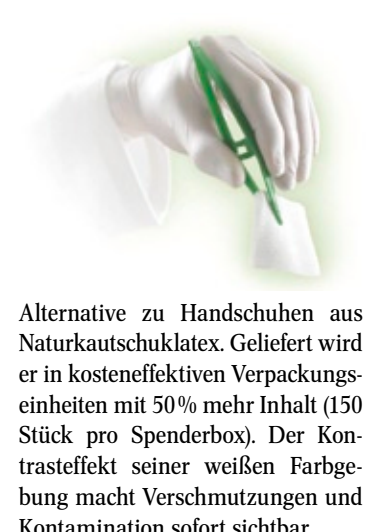 Alternative zu Handschuhen aus
Naturkautschuklatex. Geliefert wird
er in kosteneffektiven Verpackungs-
einheiten mit 50% mehr Inhalt (150
Stück pro Spenderbox). Der Kon-
trasteffekt seiner weißen Farbge-
bung macht Verschmutzungen und
Kontamination sofort sichtbar.